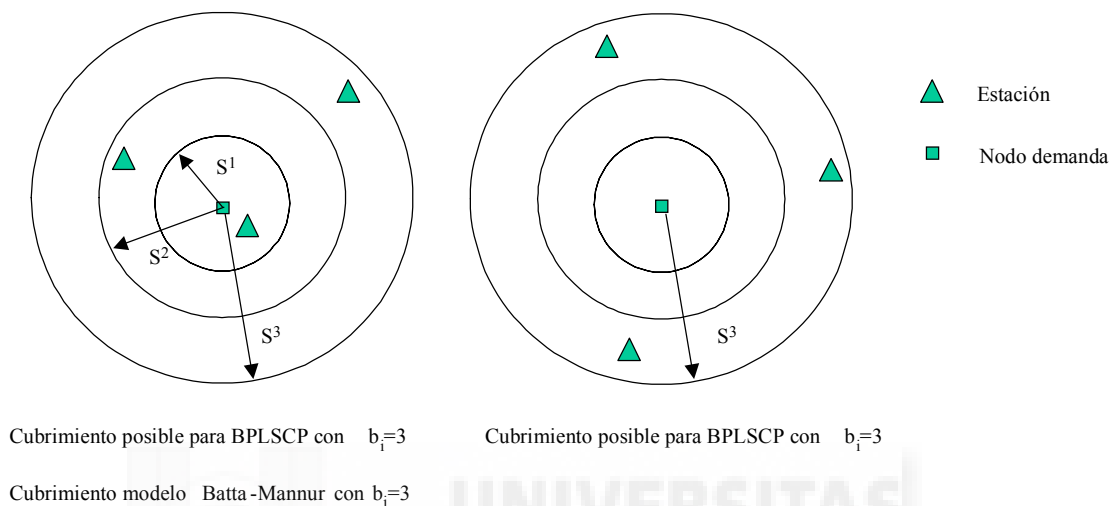 Estación
Nodo demanda
S1
S2
S3
S3
Cubrimiento posible para BPLSCP con bi=3
Cubrimiento posible para BPLSCP con bi=3
Cubrimiento modelo Batta-Mannur con bi=3
UNIVERSITAS